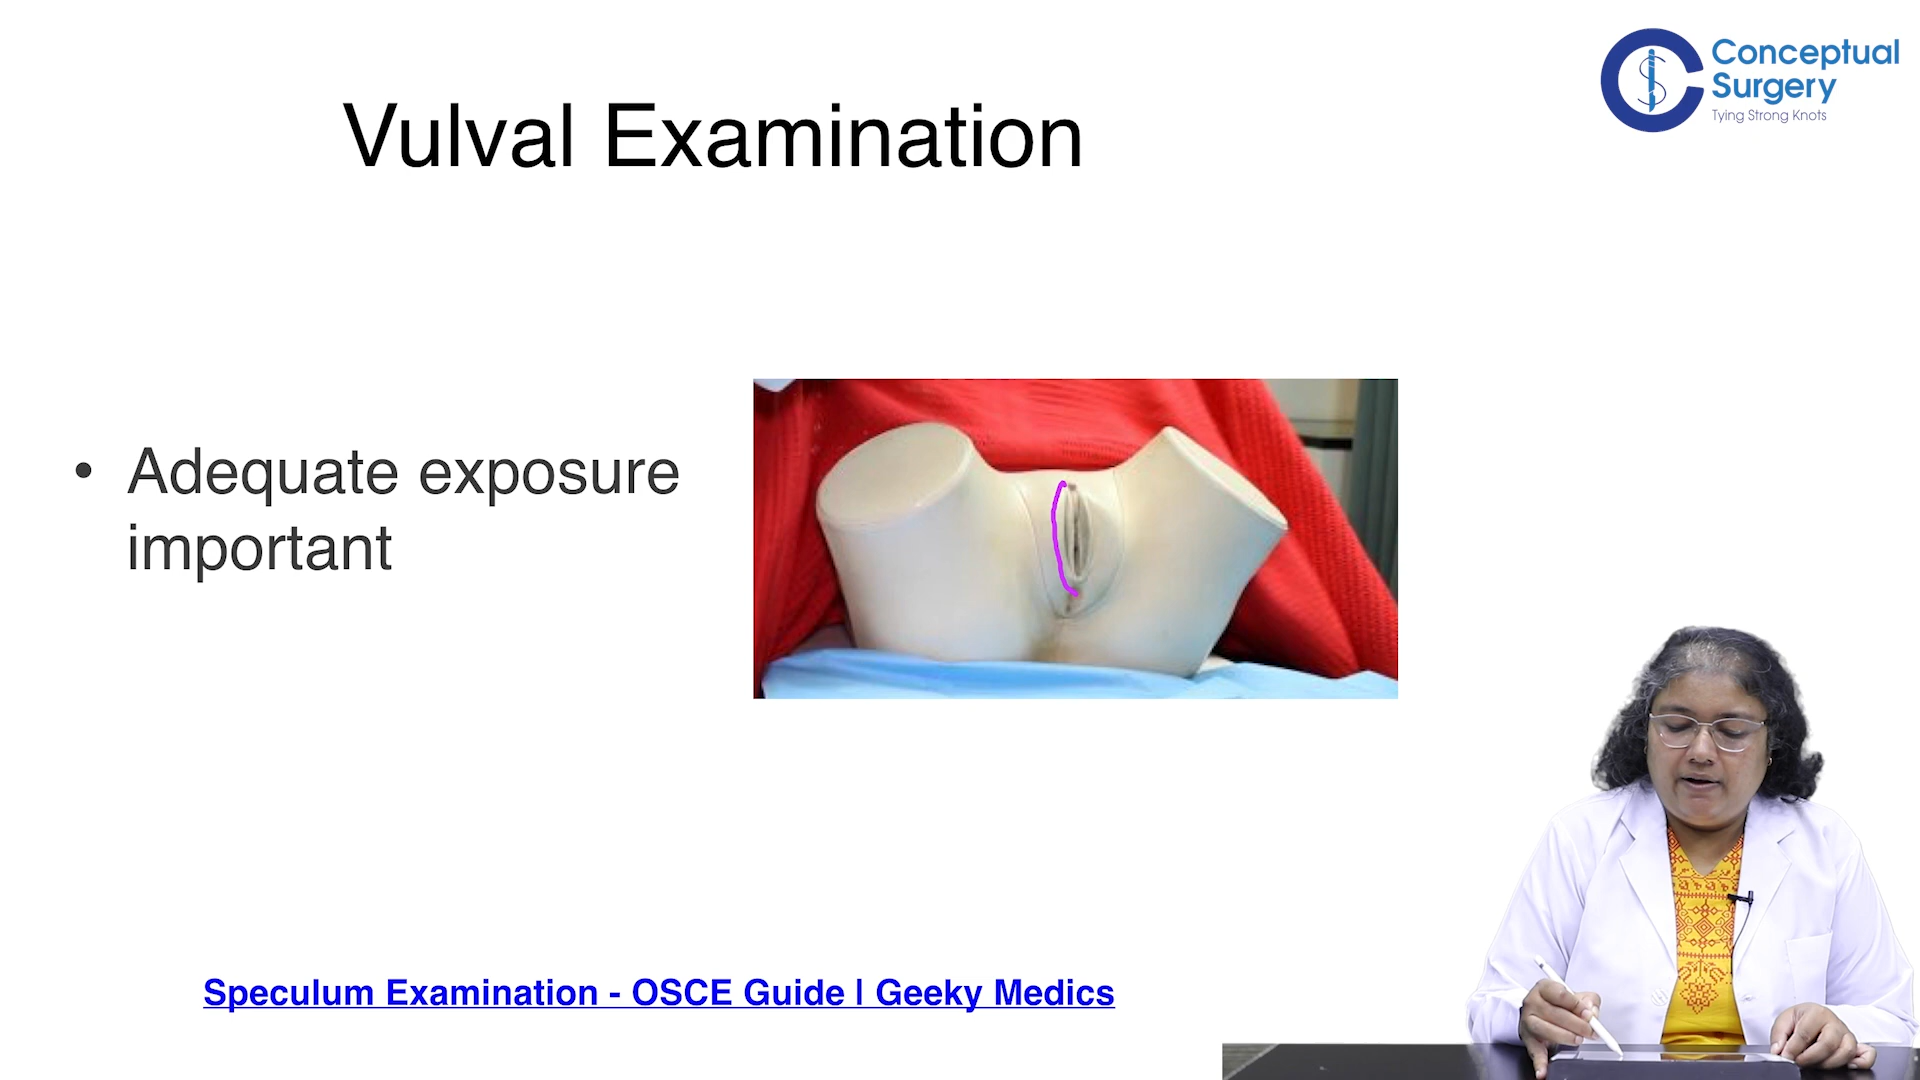 Conceptual
Surgery
Tying Strong Knots
Vulval Examination
• Adequate exposure
important
Speculum Examination - OSCE Guide | Geeky Medics